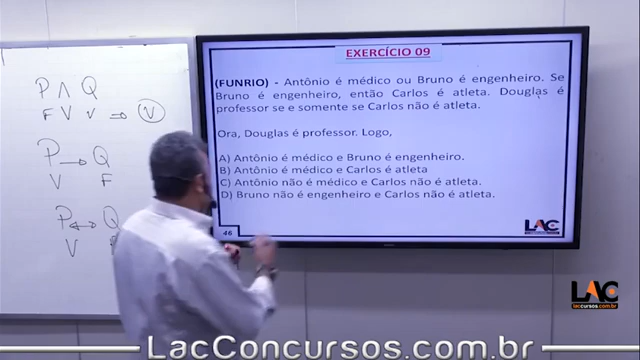 EXERCÍCIO 09
(FUNRIO) - Antônio é médico ou Bruno é engenheiro. Se
Bruno é engenheiro, então Carlos é atleta. Douglas é
professor se e somente se Carlos não é atleta.
Ora, Douglas é professor. Logo,
A) Antônio é médico e Bruno é engenheiro.
B) Antônio é médico e Carlos é atleta
C) Antônio não é médico e Carlos não é atleta.
D) Bruno não é engenheiro e Carlos não é atleta.
46
LAC
P ∧ Q
F V V ⇒ V
P → Q
V F
P ↔ Q
V
LAC
laccursos.com.br
LacConcursos.com.br